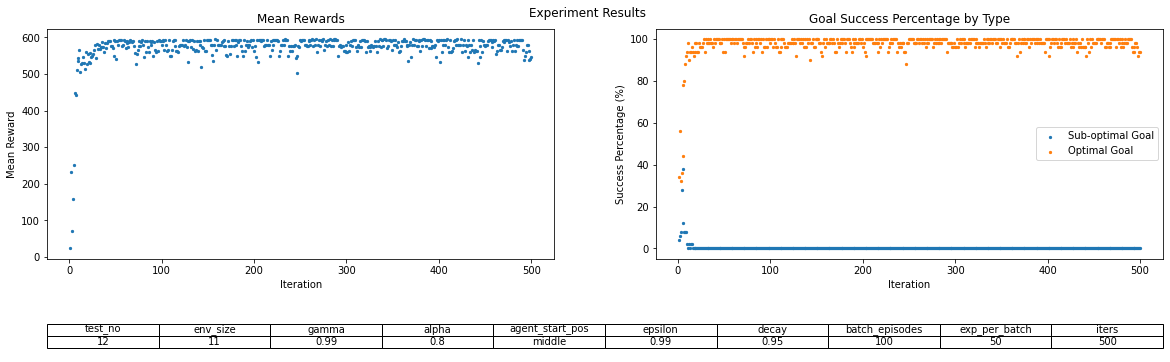 Experiment Results
Mean Rewards
600
500
400
300
200
100
0
Mean Reward
0 100 200 300 400 500
Iteration
Goal Success Percentage by Type
100
80
60
40
20
0
Success Percentage (%)
Sub-optimal Goal
Optimal Goal
0 100 200 300 400 500
Iteration
test_no env_size gamma alpha agent_start_pos epsilon decay batch_episodes exp_per_batch iters
12 11 0.99 0.8 middle 0.99 0.95 100 50 500